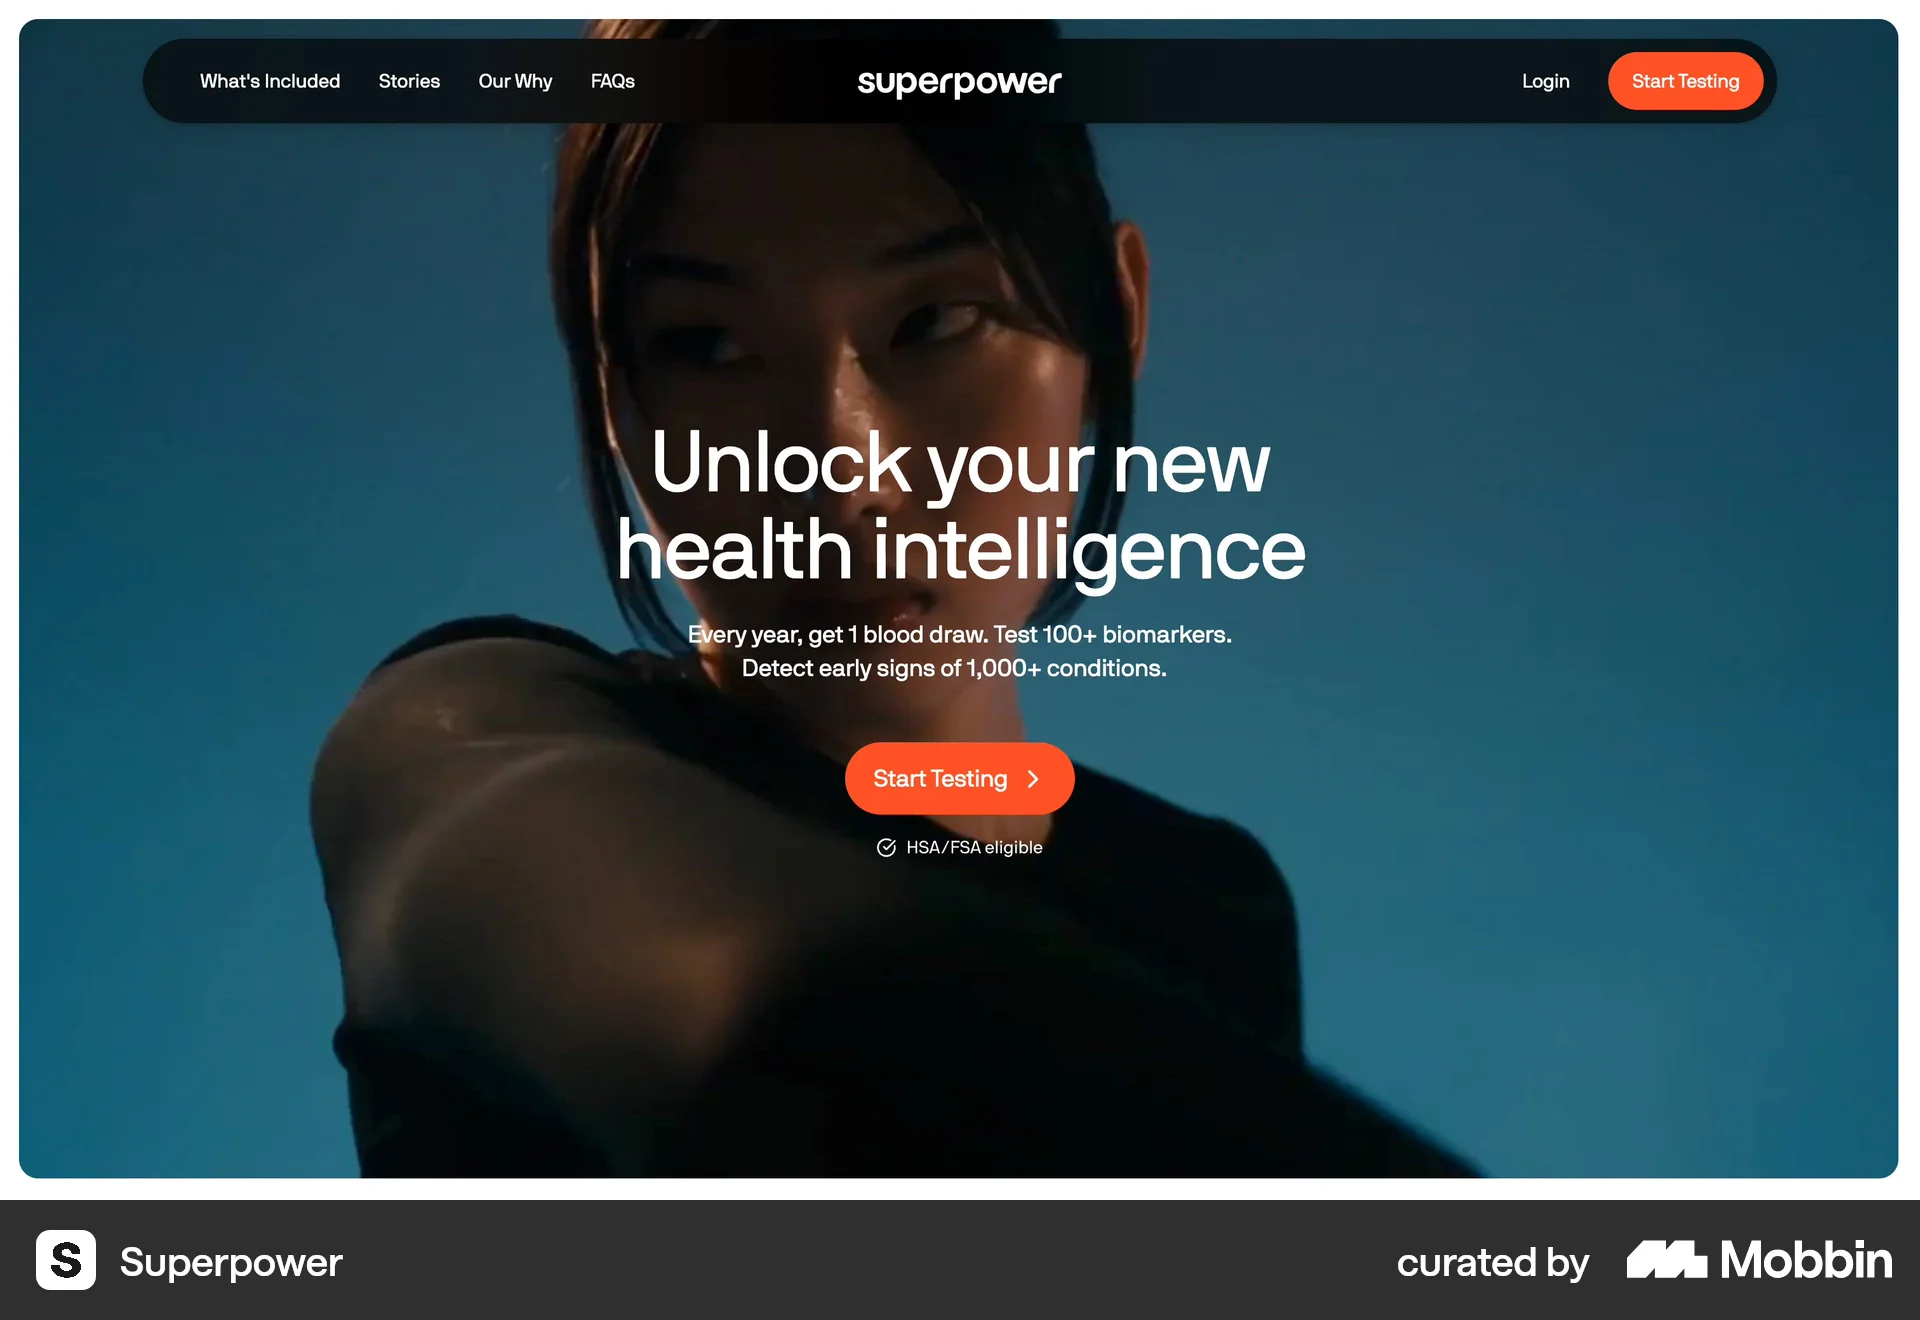 What's Included
Stories
Our Why
FAQs
superpower
Login
Start Testing
Unlock your new
health intelligence
Every year, get 1 blood draw. Test 100+ biomarkers.
Detect early signs of 1,000+ conditions.
Start Testing
HSA/FSA eligible
S
Superpower
curated by
Mobbin